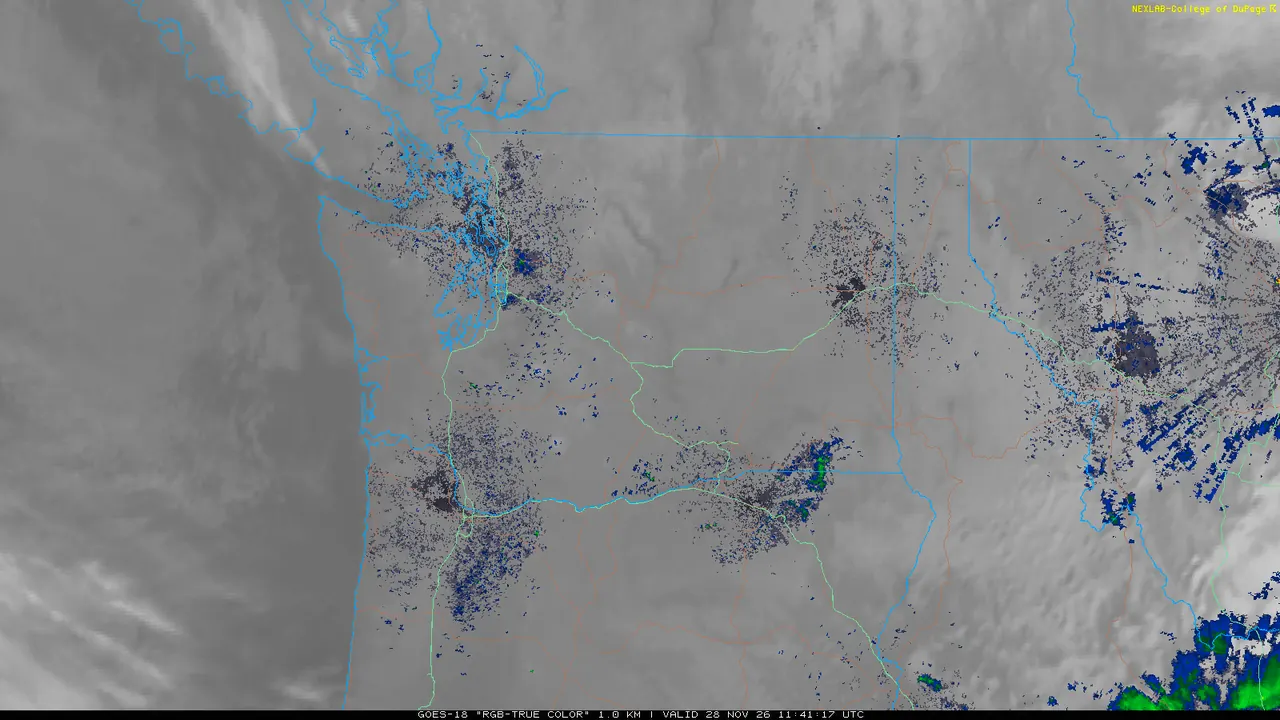 NEXLAB-College of DuPage
GOES-18 "RGB-TRUE COLOR" 1.0 KM | VALID 28 NOV 26 11:41:17 UTC